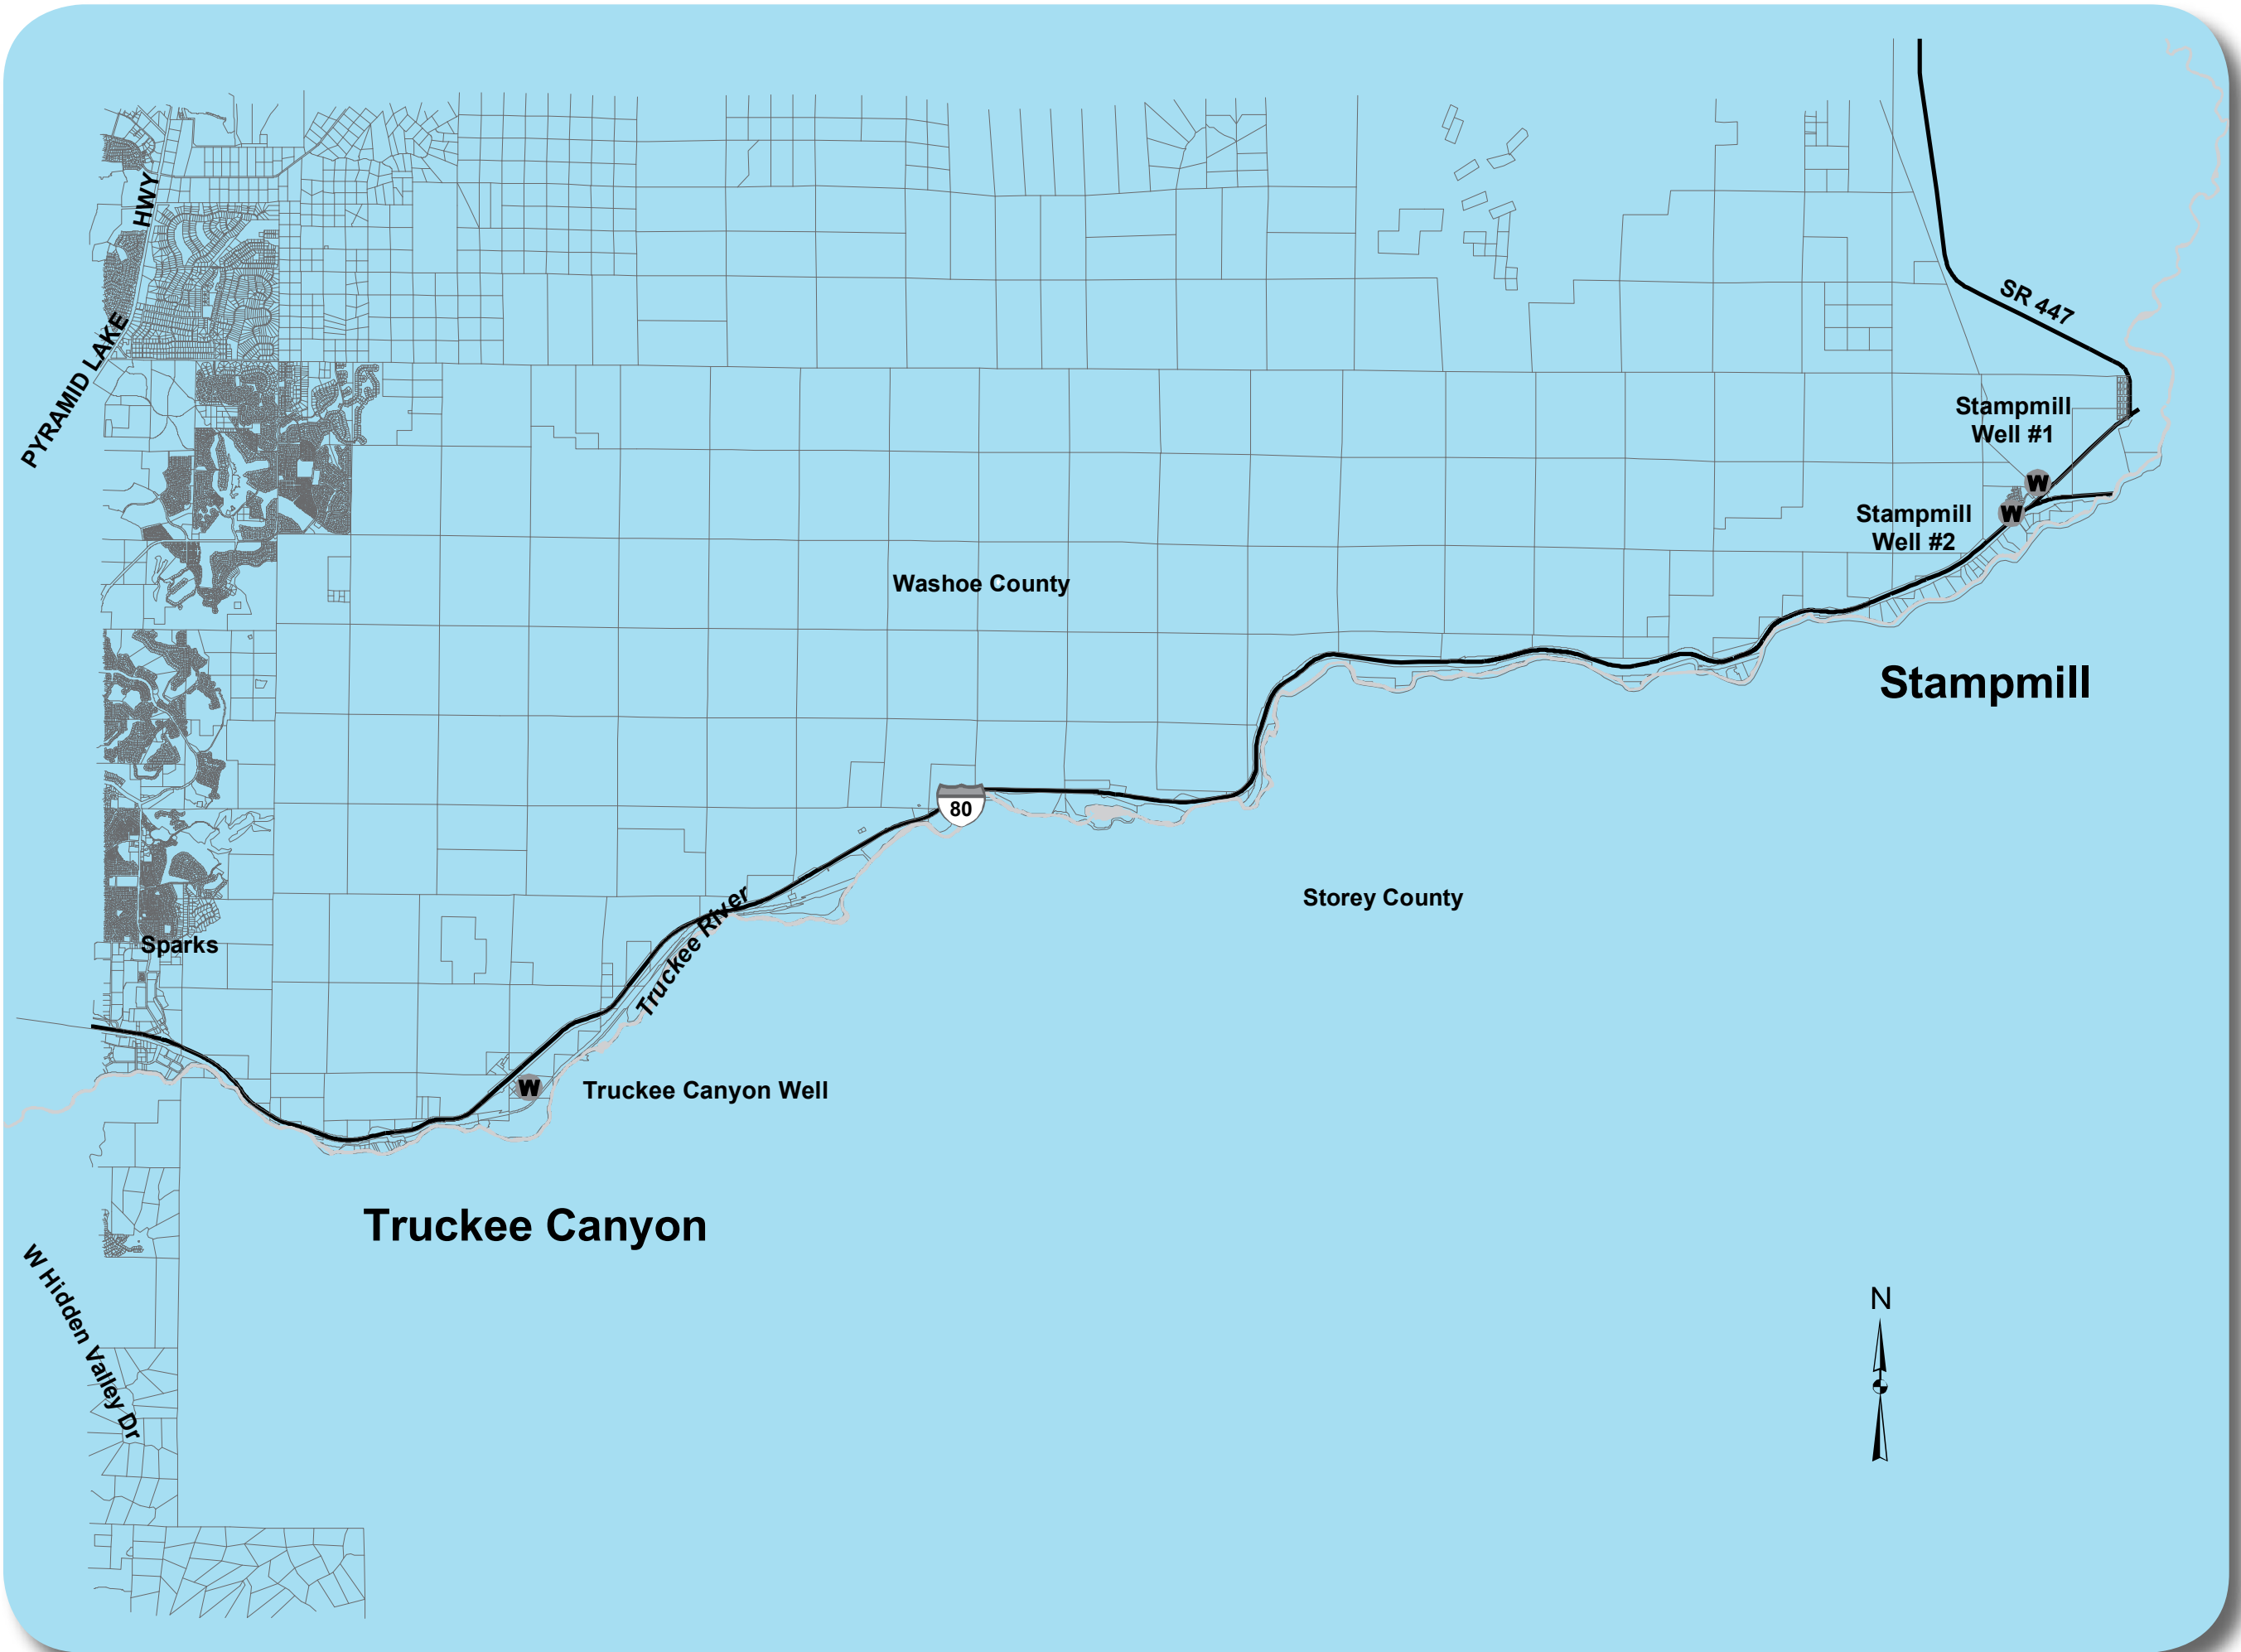 PYRAMID LAKE
HWY
SR 447
Stampmill
Well #1
W
W
Stampmill
Well #2
Washoe County
Stampmill
80
Truckee River
Storey County
Sparks
W
Truckee Canyon Well
Truckee Canyon
W Hidden Valley Dr
N